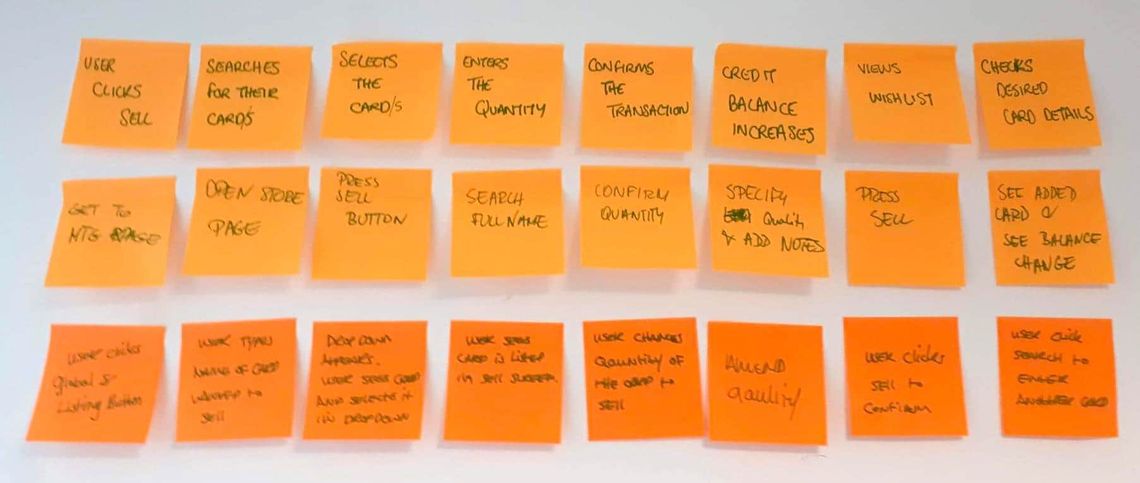 USER
CLICKS
SELL
SEARCHES
FOR THEIR
CARD/S
SELECTS
THE
CARD/S
ENTERS
THE
QUANTITY
CONFIRMS
THE
TRANSACTION
CREDIT
BALANCE
INCREASES
VIEWS
WISHLIST
CHECKS
DESIRED
CARD DETAILS
GET TO
MTG PAGE
OPEN STORE
PAGE
PRESS
SELL
BUTTON
SEARCH
FULL NAME
CONFIRM
QUANTITY
SPECIFY
Quality
& ADD NOTES
PRESS
SELL
SEE ADDED
CARD &
SEE BALANCE
CHANGE
USER clicks
global
Listing Button
USER TYPES
NAME OF CARD
WANTED TO
SELL
DROP DOWN
APPEARS.
USER SEES CARD
AND SELECTS IT
IN DROPDOWN
USER SEES
CARD IS LISTED
IN SELL SCREEN.
USER CHANGES
QAUNTITY OF
THE CARD TO
SELL
AMEND
qaulity
USER clicks
SELL TO
CONFIRM
USER click
SEARCH TO
ENTER
ANOTHER CARD